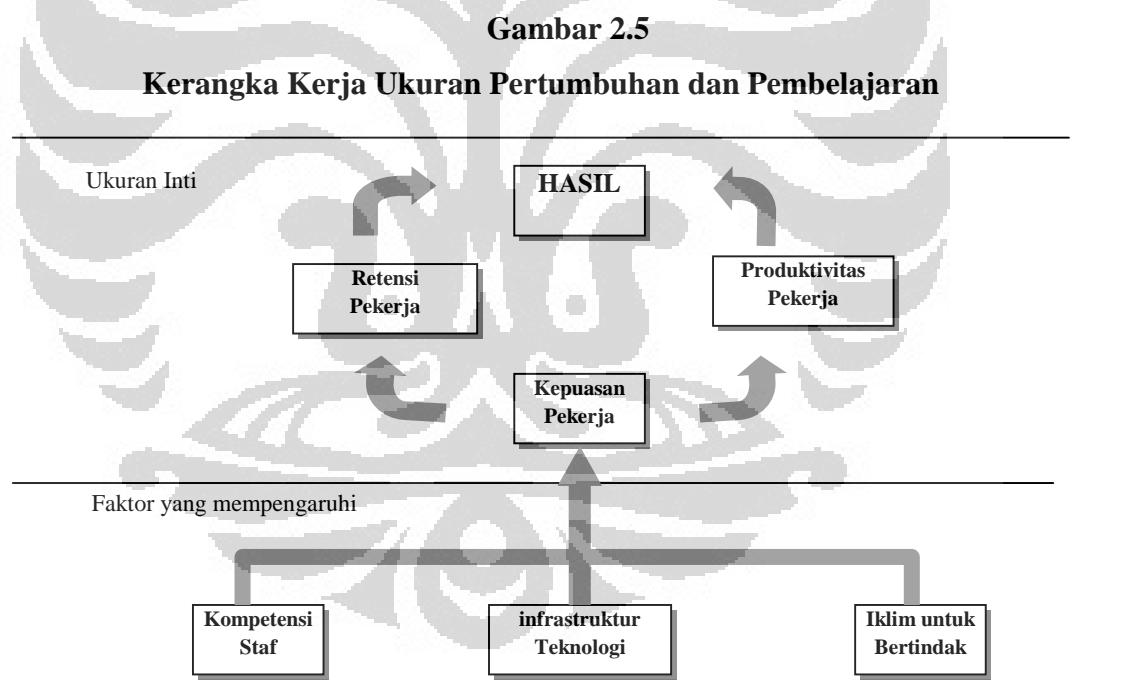 Gambar 2.5
Kerangka Kerja Ukuran Pertumbuhan dan Pembelajaran
Ukuran Inti
HASIL
Retensi
Pekerja
Produktivitas
Pekerja
Kepuasan
Pekerja
Faktor yang mempengaruhi
Kompetensi
Staf
infrastruktur
Teknologi
Iklim untuk
Bertindak